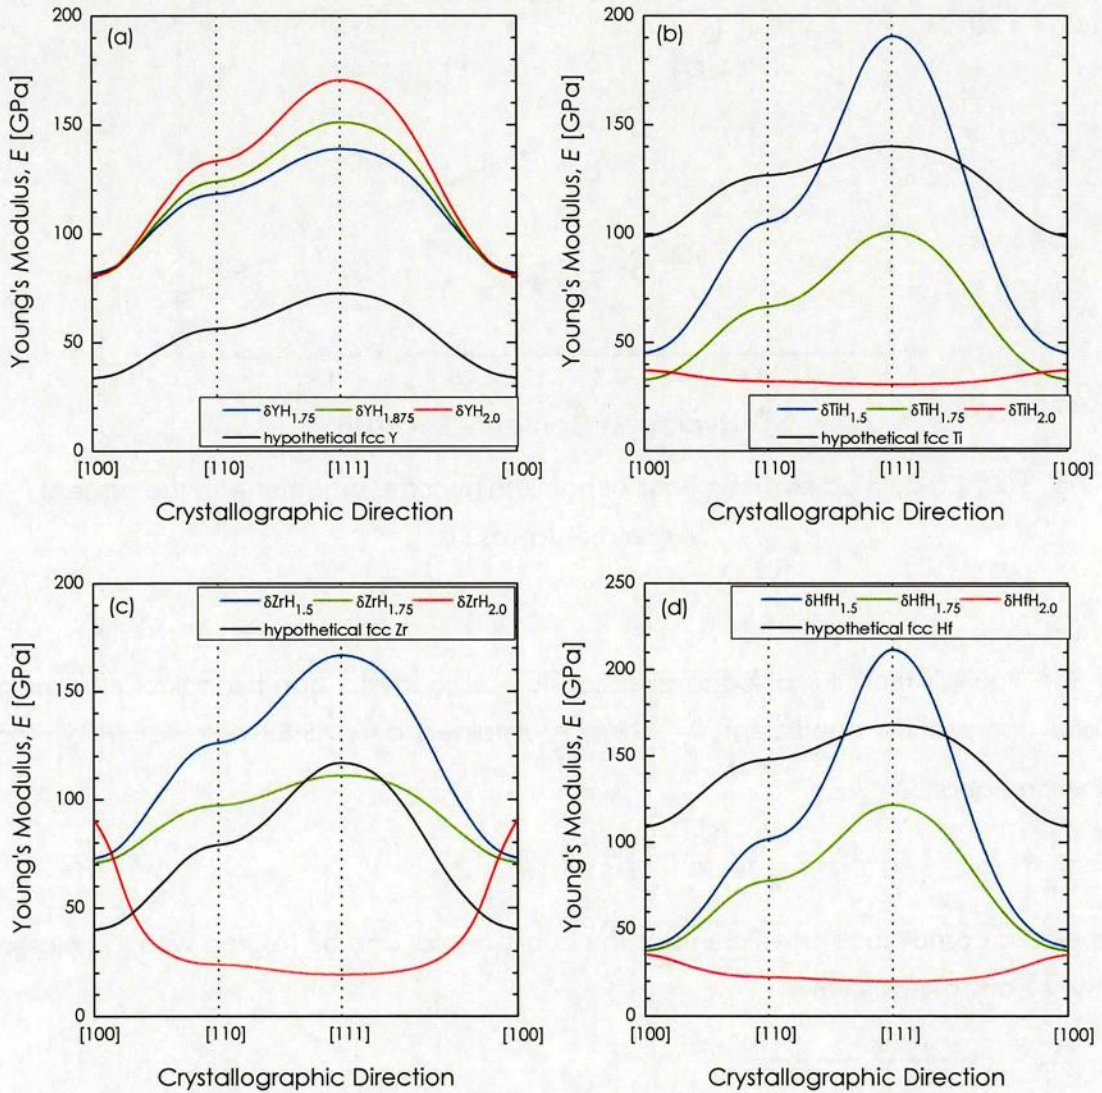 (a)
Young's Modulus, E [GPa]
200
150
100
50
0
δYH1.75 δYH1.875 δYH2.0
hypothetical fcc Y
[100] [110] [111] [100]
Crystallographic Direction
(b)
Young's Modulus, E [GPa]
200
150
100
50
0
δTiH1.5 δTiH1.75 δTiH2.0
hypothetical fcc Ti
[100] [110] [111] [100]
Crystallographic Direction
(c)
Young's Modulus, E [GPa]
200
150
100
50
0
δZrH1.5 δZrH1.75 δZrH2.0
hypothetical fcc Zr
[100] [110] [111] [100]
Crystallographic Direction
(d)
Young's Modulus, E [GPa]
250
200
150
100
50
0
δHfH1.5 δHfH1.75 δHfH2.0
hypothetical fcc Hf
[100] [110] [111] [100]
Crystallographic Direction